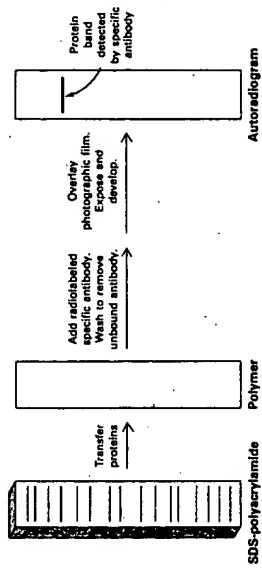 SDS-polyacrylamide
Transfer
proteins
Polymer
Add radiolabeled
specific antibody.
Wash to remove
unbound antibody.
Overlay
photographic film.
Expose and
develop.
Autoradiogram
Protein
band
detected
by specific
antibody